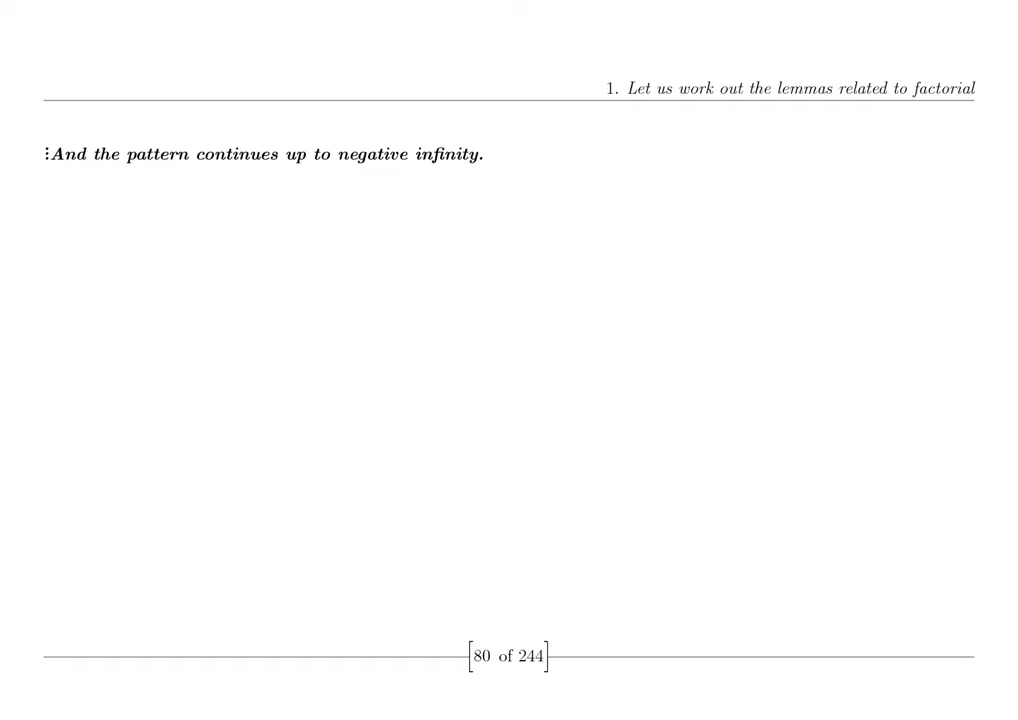 1. Let us work out the lemmas related to factorial
⋮And the pattern continues up to negative infinity.
80 of 244